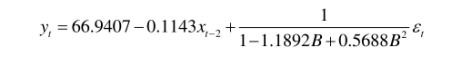 y_t = 66.9407 − 0.1143x_{t−2} + \frac{1}{1 − 1.1892B + 0.5688B^2} ε_t